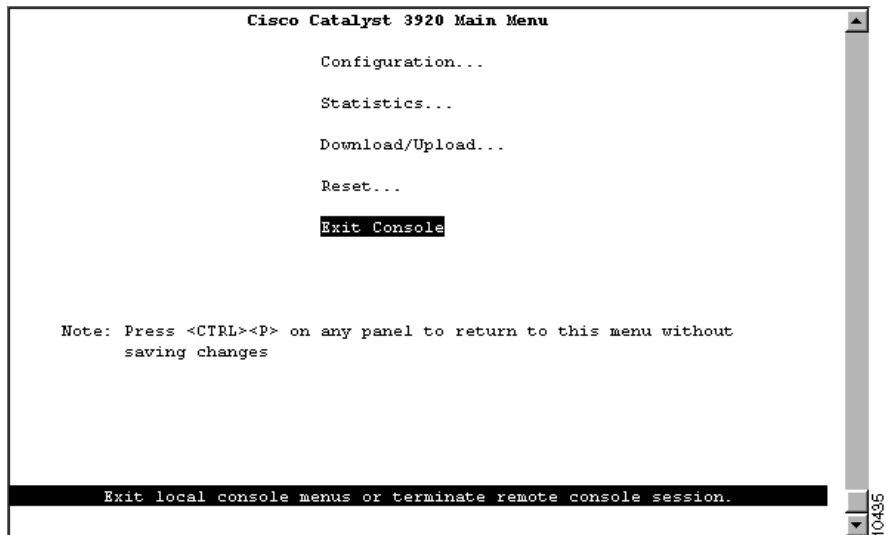 Cisco Catalyst 3920 Main Menu
Configuration...
Statistics...
Download/Upload...
Reset...
Exit Console
Note: Press <CTRL><P> on any panel to return to this menu without
saving changes
Exit local console menus or terminate remote console session.
10435